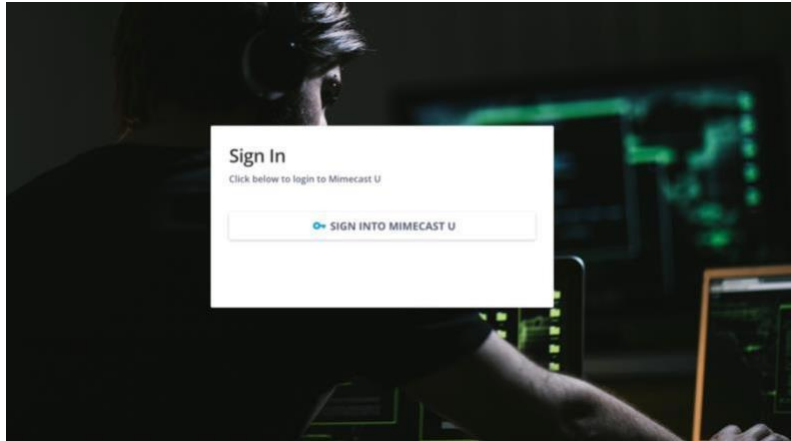 Sign In
Click below to login to Mimecast U
SIGN INTO MIMECAST U